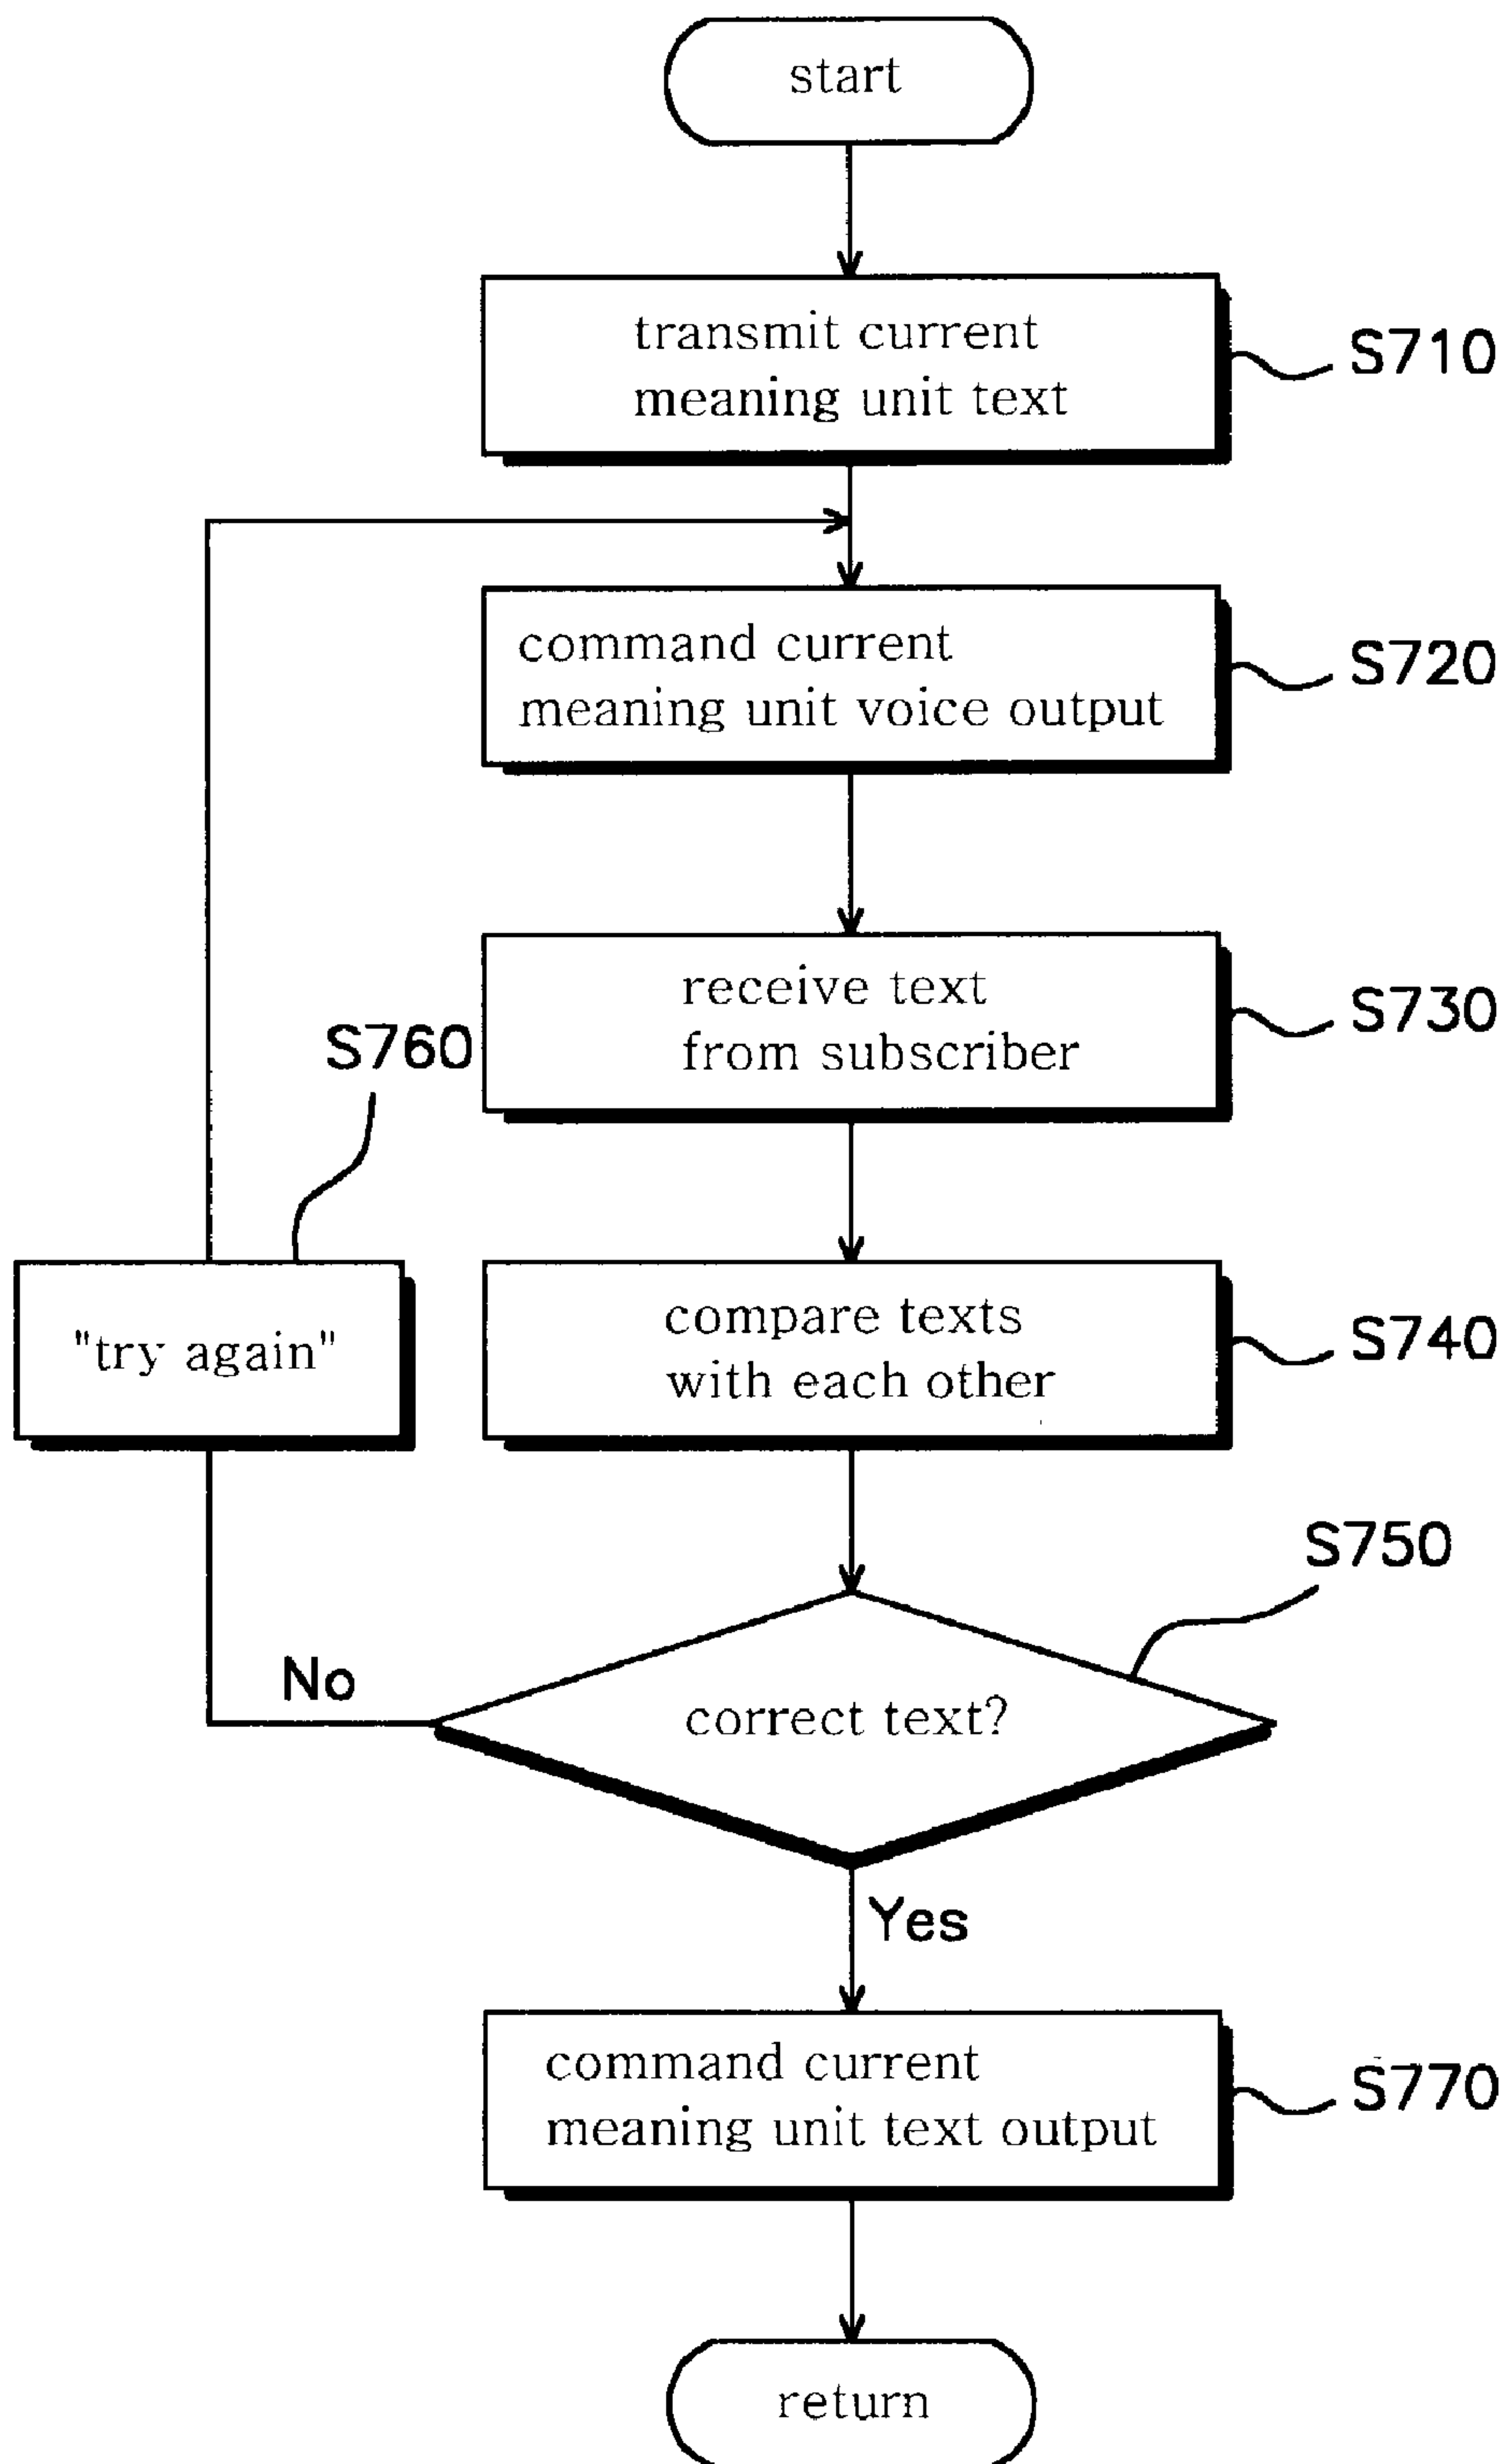 start
transmit current
meaning unit text
S710
command current
meaning unit voice output
S720
receive text
from subscriber
S730
S760
"try again"
compare texts
with each other
S740
S750
No
correct text?
Yes
command current
meaning unit text output
S770
return